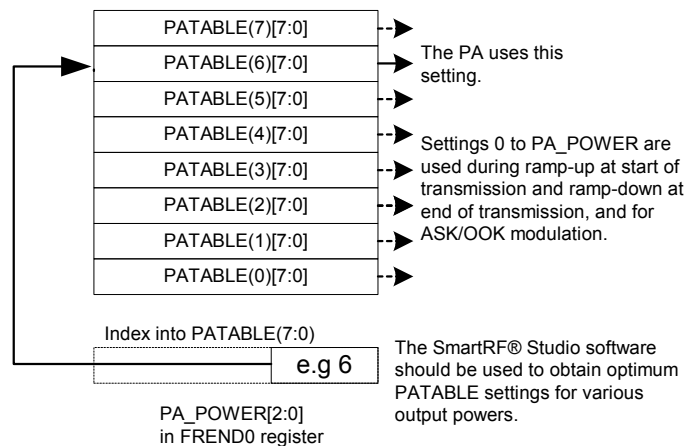 PATABLE(7)[7:0]
PATABLE(6)[7:0]
The PA uses this
setting.
PATABLE(5)[7:0]
PATABLE(4)[7:0]
PATABLE(3)[7:0]
PATABLE(2)[7:0]
PATABLE(1)[7:0]
PATABLE(0)[7:0]
Settings 0 to PA_POWER are
used during ramp-up at start of
transmission and ramp-down at
end of transmission, and for
ASK/OOK modulation.
Index into PATABLE(7:0)
e.g 6
PA_POWER[2:0]
in FREND0 register
The SmartRF® Studio software
should be used to obtain optimum
PATABLE settings for various
output powers.